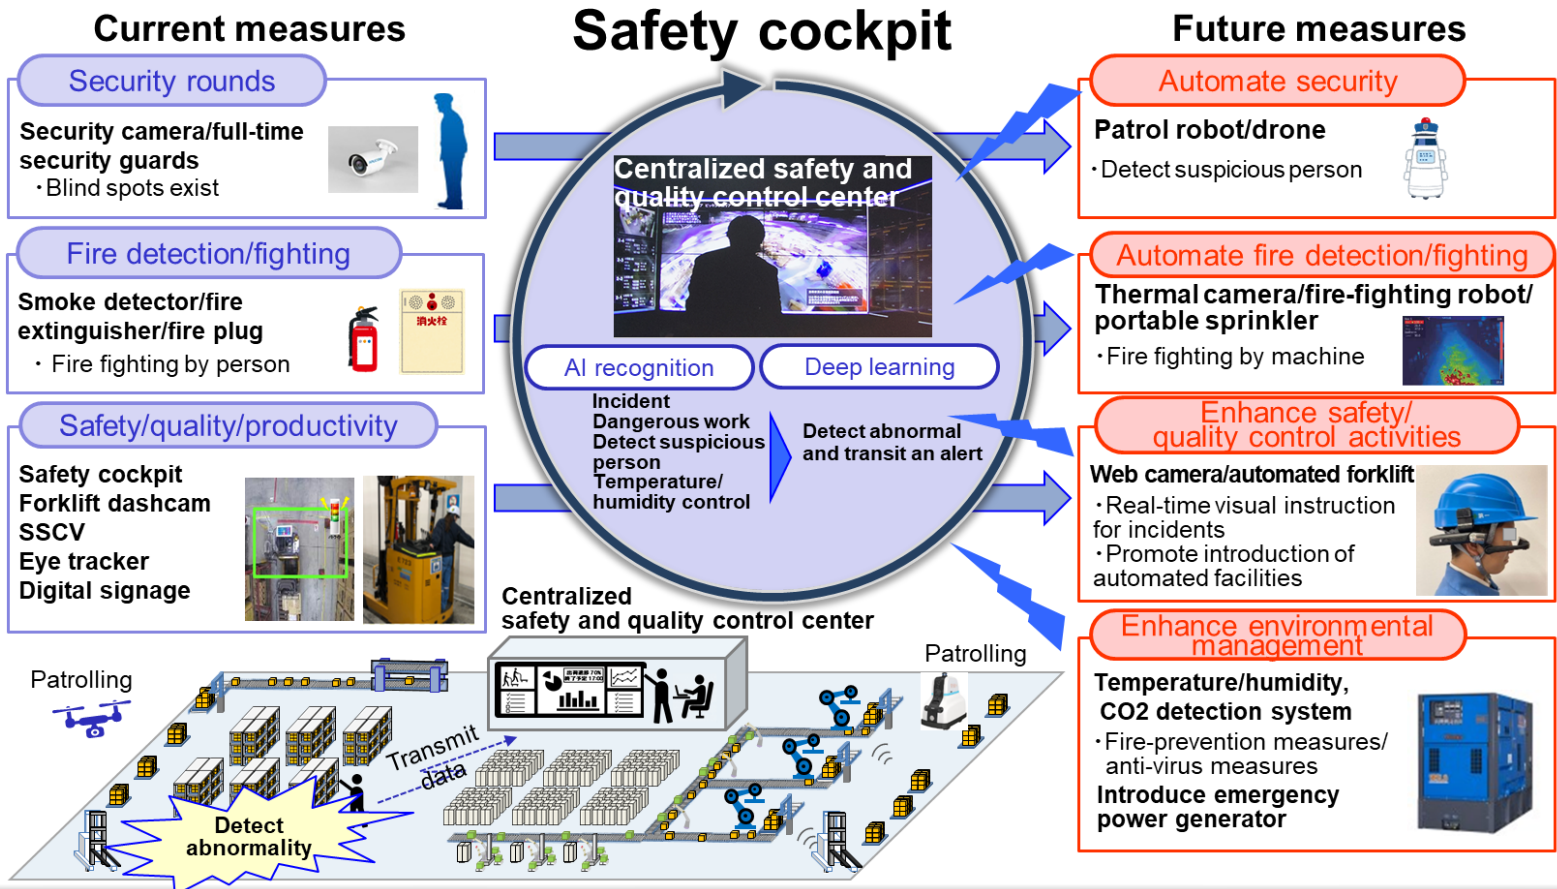 Current measures
Safety cockpit
Future measures
Security rounds
Security camera/full-time
security guards
・Blind spots exist
Fire detection/fighting
Smoke detector/fire
extinguisher/fire plug
・ Fire fighting by person
消火栓
Safety/quality/productivity
Safety cockpit
Forklift dashcam
SSCV
Eye tracker
Digital signage
Centralized safety and
quality control center
AI recognition
Deep learning
Incident
Dangerous work
Detect suspicious
person
Temperature/
humidity control
Detect abnormal
and transit an alert
Automate security
Patrol robot/drone
・Detect suspicious person
Automate fire detection/fighting
Thermal camera/fire-fighting robot/
portable sprinkler
・Fire fighting by machine
Enhance safety/
quality control activities
Web camera/automated forklift
・Real-time visual instruction
for incidents
・Promote introduction of
automated facilities
Enhance environmental
management
Temperature/humidity,
CO2 detection system
・Fire-prevention measures/
anti-virus measures
Introduce emergency
power generator
Centralized
safety and quality control center
Patrolling
Patrolling
Transmit
data
Detect
abnormality